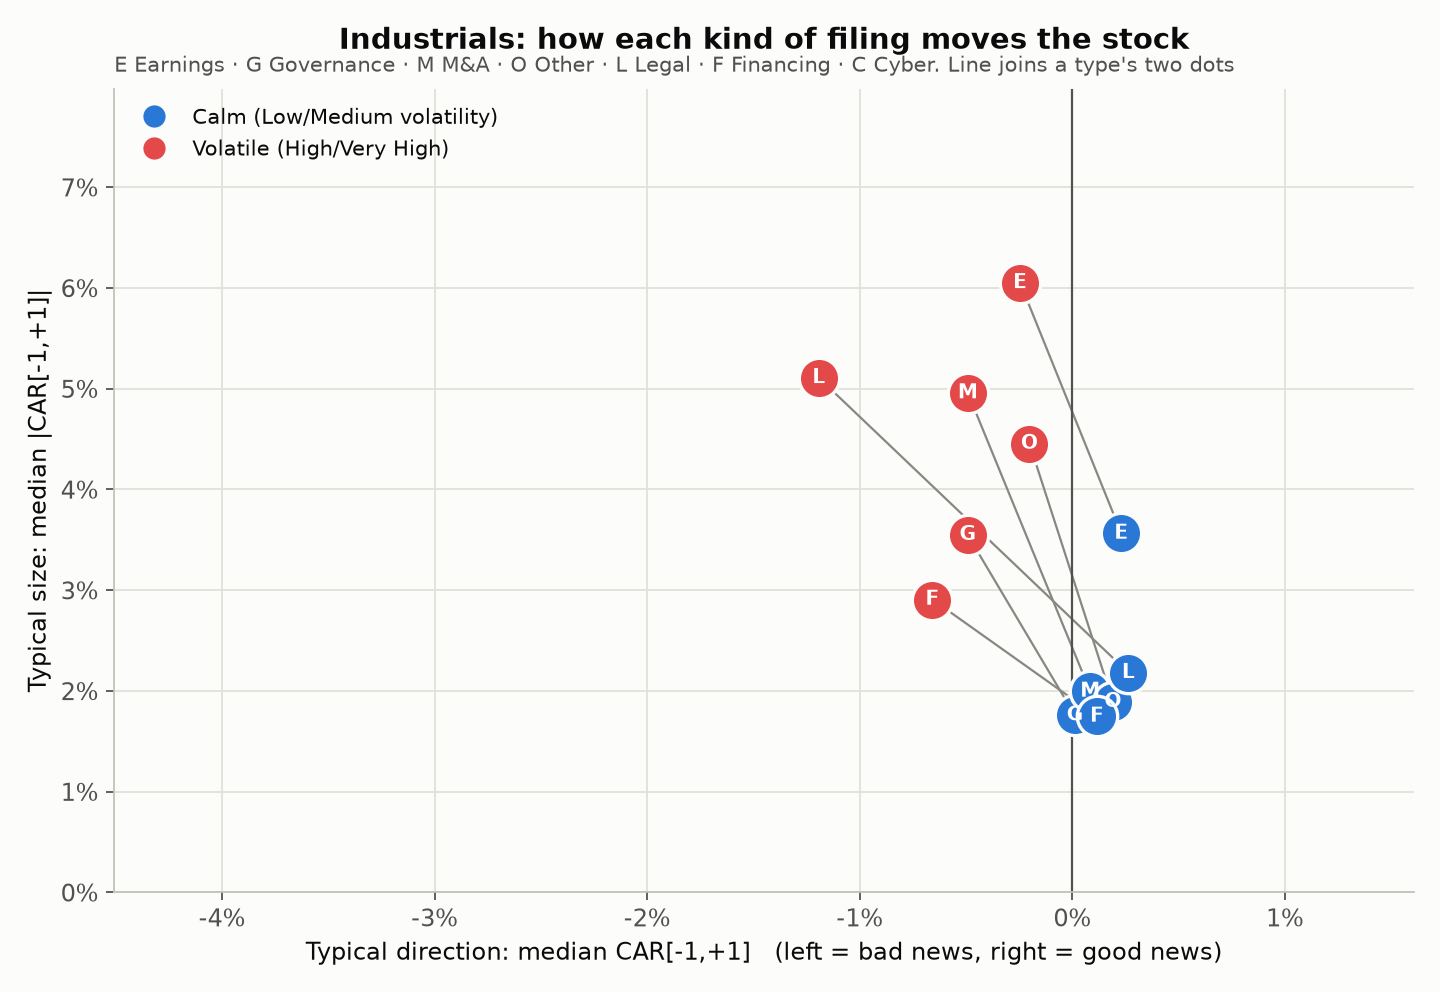 Industrials: how each kind of filing moves the stock
E Earnings · G Governance · M M&A · O Other · L Legal · F Financing · C Cyber. Line joins a type's two dots
Calm (Low/Medium volatility)
Volatile (High/Very High)
Typical size: median |CAR[-1,+1]|
7%
6%
5%
4%
3%
2%
1%
0%
E
L
M
O
G
E
F
L
M
O
G
F
-4%
-3%
-2%
-1%
0%
1%
Typical direction: median CAR[-1,+1]   (left = bad news, right = good news)